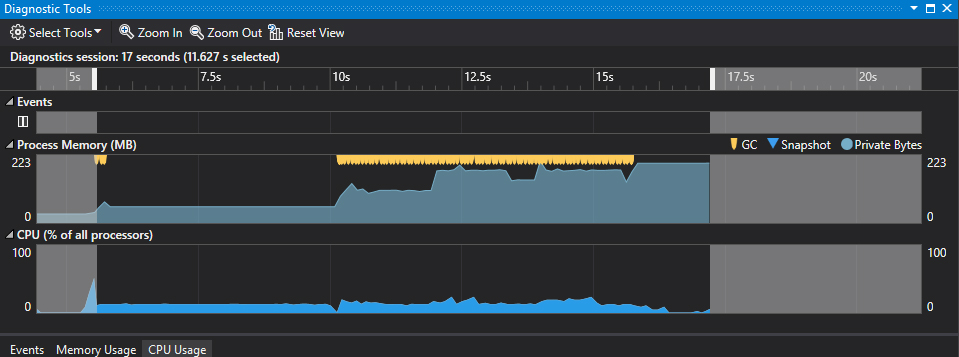 Diagnostic Tools
Select Tools Zoom In Zoom Out Reset View
Diagnostics session: 17 seconds (11.627 s selected)
5s 7.5s 10s 12.5s 15s 17.5s 20s
Events
Process Memory (MB) GC Snapshot Private Bytes
223 223
0 0
CPU (% of all processors)
100 100
0 0
Events Memory Usage CPU Usage